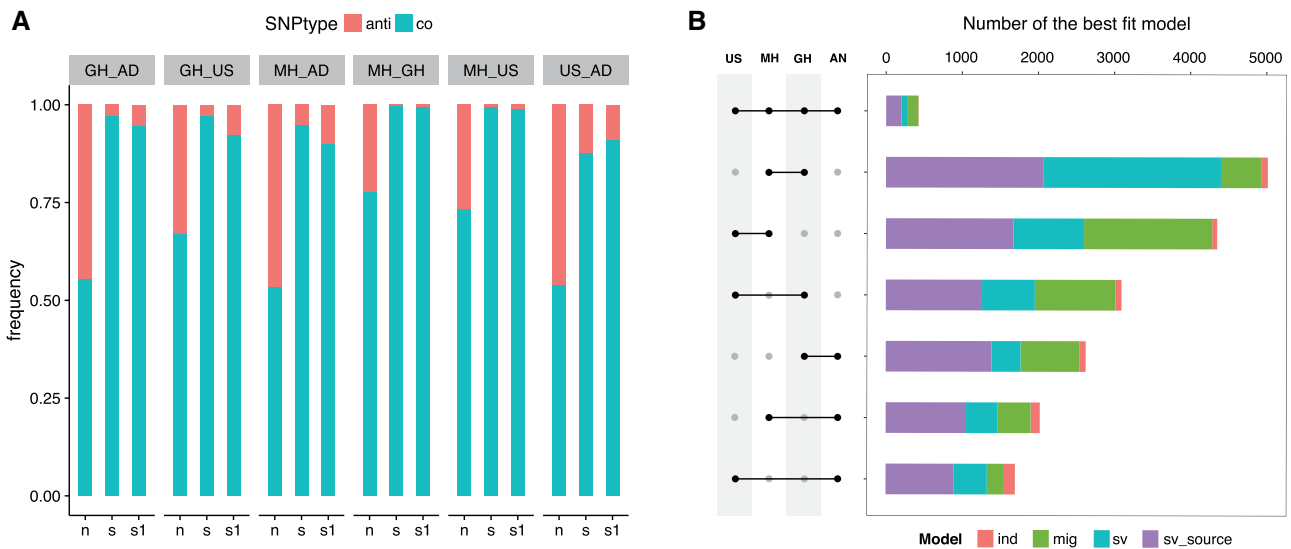 A
SNPtype anti co
GH_AD GH_US MH_AD MH_GH MH_US US_AD
frequency
1.00
0.75
0.50
0.25
0.00
n s s1 n s s1 n s s1 n s s1 n s s1 n s s1
B
Number of the best fit model
US MH GH AN
0 1000 2000 3000 4000 5000
Model ind mig sv sv_source